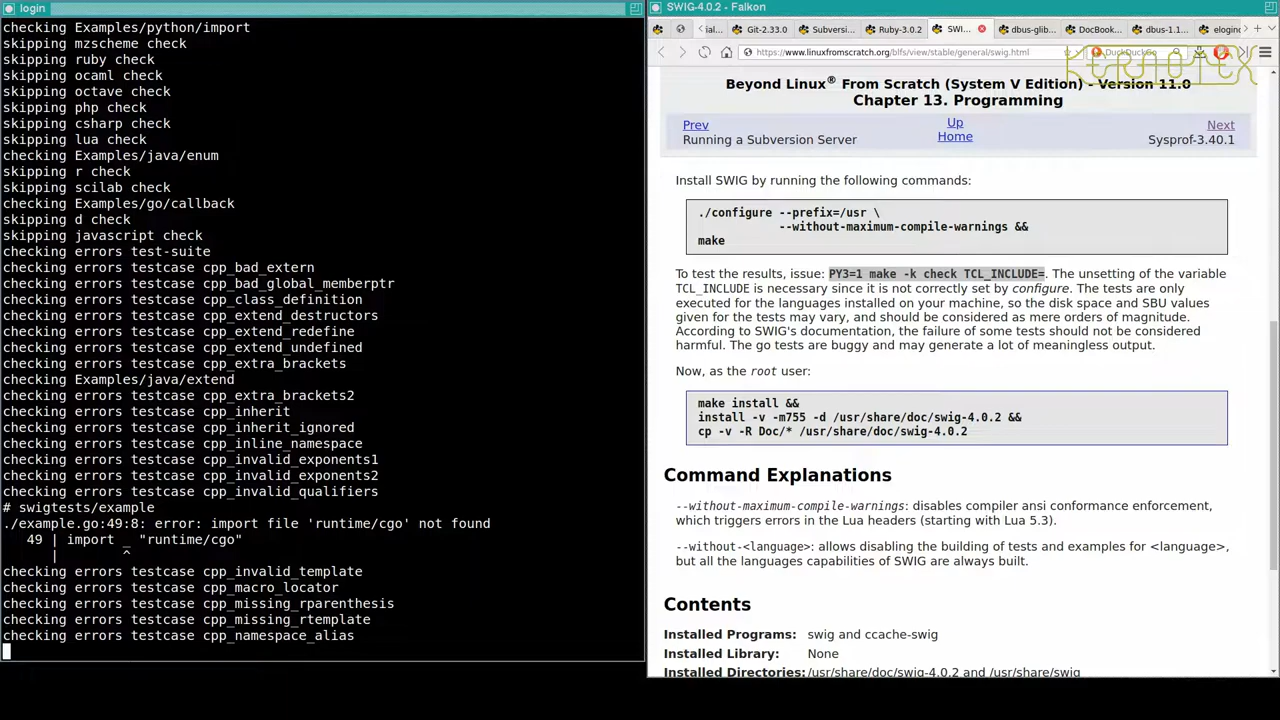 login
checking Examples/python/import
skipping mzscheme check
skipping ruby check
skipping ocaml check
skipping octave check
skipping php check
skipping csharp check
skipping lua check
checking Examples/java/enum
skipping r check
skipping scilab check
checking Examples/go/callback
skipping d check
skipping javascript check
checking errors test-suite
checking errors testcase cpp_bad_extern
checking errors testcase cpp_bad_global_memberptr
checking errors testcase cpp_class_definition
checking errors testcase cpp_extend_destructors
checking errors testcase cpp_extend_redefine
checking errors testcase cpp_extend_undefined
checking errors testcase cpp_extra_brackets
checking Examples/java/extend
checking errors testcase cpp_extra_brackets2
checking errors testcase cpp_inherit
checking errors testcase cpp_inherit_ignored
checking errors testcase cpp_inline_namespace
checking errors testcase cpp_invalid_exponents1
checking errors testcase cpp_invalid_exponents2
checking errors testcase cpp_invalid_qualifiers
# swigtests/example
./example.go:49:8: error: import file 'runtime/cgo' not found
49 | import _ "runtime/cgo"
| ^
checking errors testcase cpp_invalid_template
checking errors testcase cpp_macro_locator
checking errors testcase cpp_missing_rparenthesis
checking errors testcase cpp_missing_rtemplate
checking errors testcase cpp_namespace_alias
SWIG-4.0.2 - Falkon
ial... Git-2.33.0 Subversi... Ruby-3.0.2 SWI... dbus-glib... DocBook... dbus-1.1... elogind
https://www.linuxfromscratch.org/blfs/view/stable/general/swig.html DuckDuckGo
KERNOTEX
Beyond Linux® From Scratch (System V Edition) - Version 11.0
Chapter 13. Programming
Prev Up Next
Running a Subversion Server Home Sysprof-3.40.1
Install SWIG by running the following commands:
./configure --prefix=/usr \
--without-maximum-compile-warnings &&
make
To test the results, issue: PY3=1 make -k check TCL_INCLUDE=. The unsetting of the variable
TCL_INCLUDE is necessary since it is not correctly set by configure. The tests are only
executed for the languages installed on your machine, so the disk space and SBU values
given for the tests may vary, and should be considered as mere orders of magnitude.
According to SWIG's documentation, the failure of some tests should not be considered
harmful. The go tests are buggy and may generate a lot of meaningless output.
Now, as the root user:
make install &&
install -v -m755 -d /usr/share/doc/swig-4.0.2 &&
cp -v -R Doc/* /usr/share/doc/swig-4.0.2
Command Explanations
--without-maximum-compile-warnings: disables compiler ansi conformance enforcement,
which triggers errors in the Lua headers (starting with Lua 5.3).
--without-<language>: allows disabling the building of tests and examples for <language>,
but all the languages capabilities of SWIG are always built.
Contents
Installed Programs: swig and ccache-swig
Installed Library: None
Installed Directories: /usr/share/doc/swig-4.0.2 and /usr/share/swig